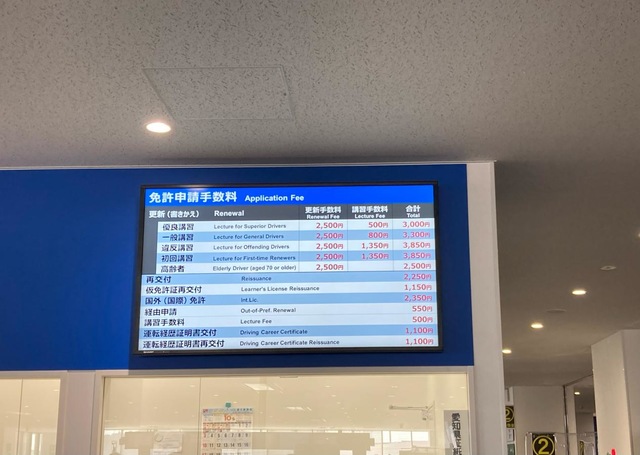 免許申請手数料 Application Fee
更新（書きかえ） Renewal 更新手数料 Renewal Fee 講習手数料 Lecture Fee 合計 Total
優良講習 Lecture for Superior Drivers 2,500円 500円 3,000円
一般講習 Lecture for General Drivers 2,500円 800円 3,300円
違反講習 Lecture for Offending Drivers 2,500円 1,350円 3,850円
初回講習 Lecture for First-time Renewers 2,500円 1,350円 3,850円
高齢者 Elderly Driver (aged 70 or older) 2,500円 2,500円
再交付 Reissuance 2,250円
仮免許証再交付 Learner's License Reissuance 1,150円
国外（国際）免許 Int Lic. 2,350円
経由申請 Out-of-Pref. Renewal 550円
講習手数料 Lecture Fee 500円
運転経歴証明書交付 Driving Career Certificate 1,100円
運転経歴証明書再交付 Driving Career Certificate Reissuance 1,100円
愛知県
2
2